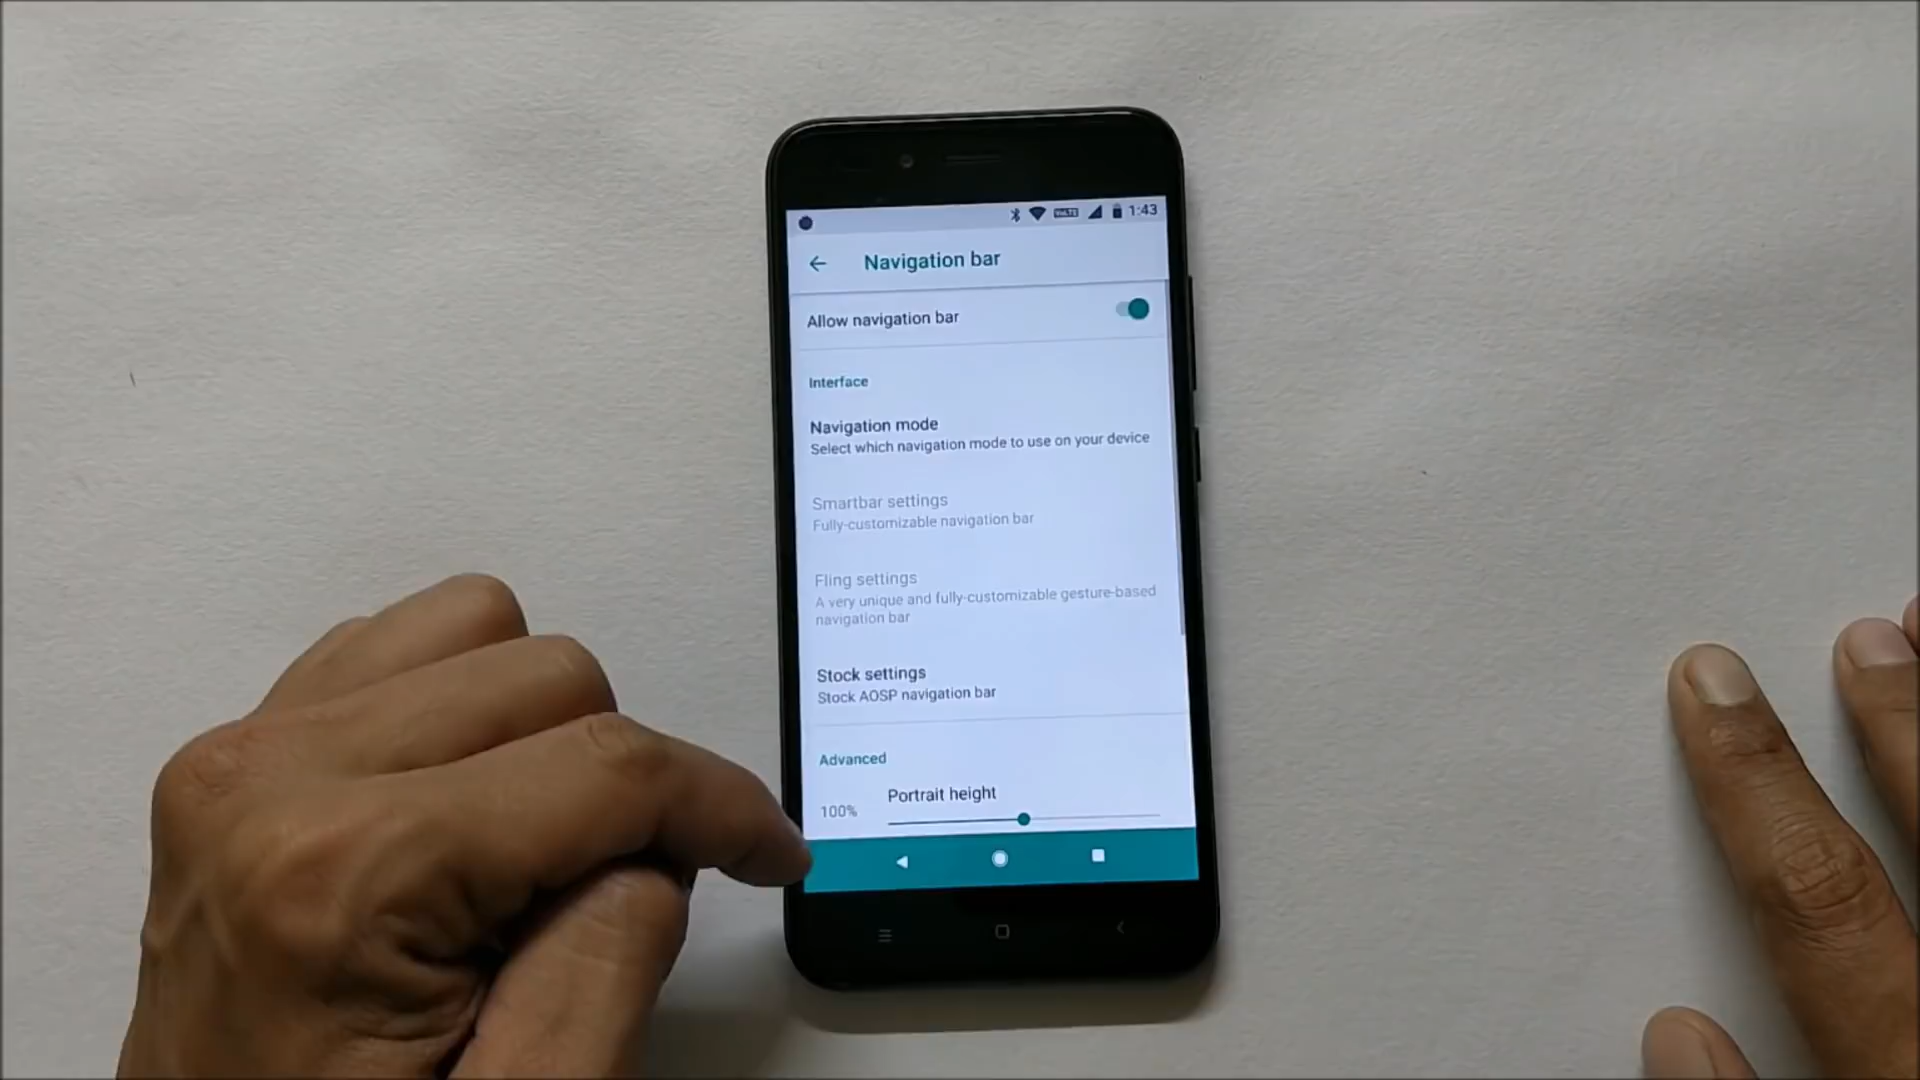 VoLTE 1:43
Navigation bar
Allow navigation bar
Interface
Navigation mode
Select which navigation mode to use on your device
Smartbar settings
Fully-customizable navigation bar
Fling settings
A very unique and fully-customizable gesture-based
navigation bar
Stock settings
Stock AOSP navigation bar
Advanced
Portrait height
100%